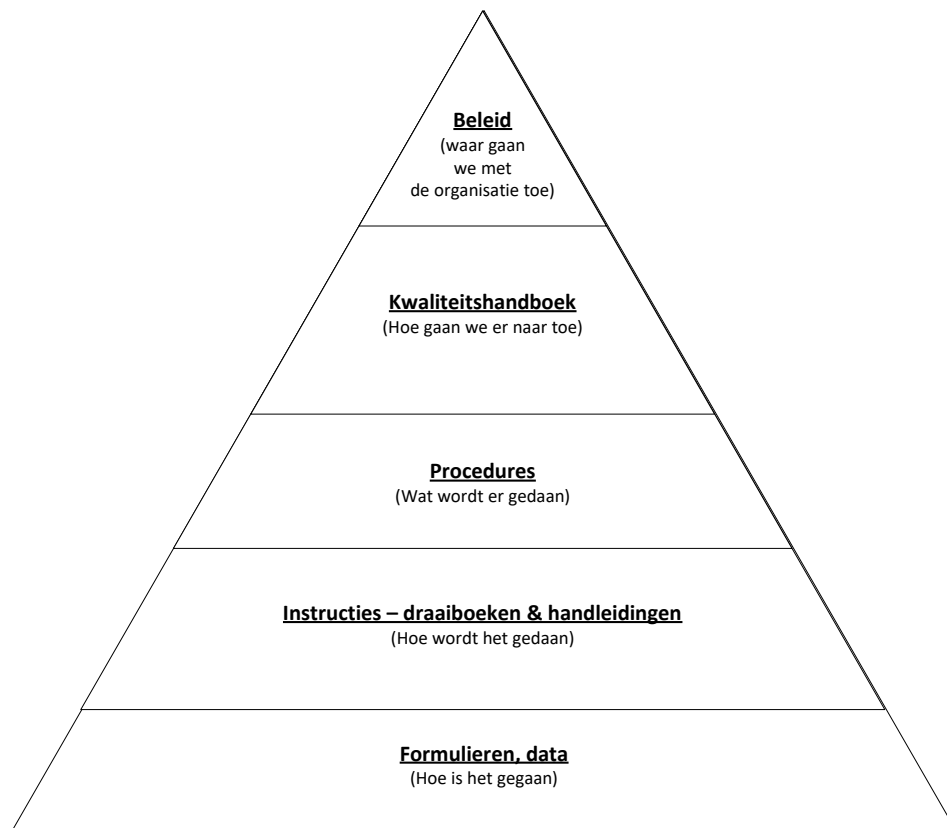 Beleid
(waar gaan
we met
de organisatie toe)
Kwaliteitshandboek
(Hoe gaan we er naar toe)
Procedures
(Wat wordt er gedaan)
Instructies – draaiboeken & handleidingen
(Hoe wordt het gedaan)
Formulieren, data
(Hoe is het gegaan)